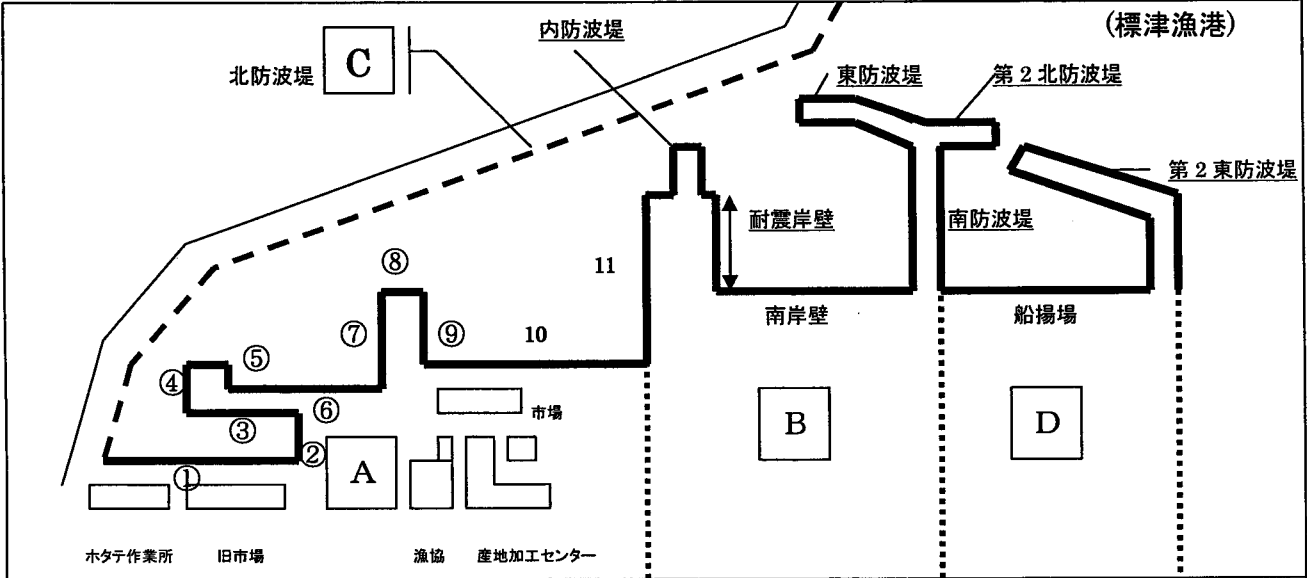 (標津漁港)
内防波堤
北防波堤
C
東防波堤
第2北防波堤
第2東防波堤
耐震岸壁
南防波堤
⑧
11
南岸壁
船揚場
⑦
⑨
10
⑤
④
⑥
市場
③
②
A
B
D
①
ホタテ作業所
旧市場
漁協
産地加工センター